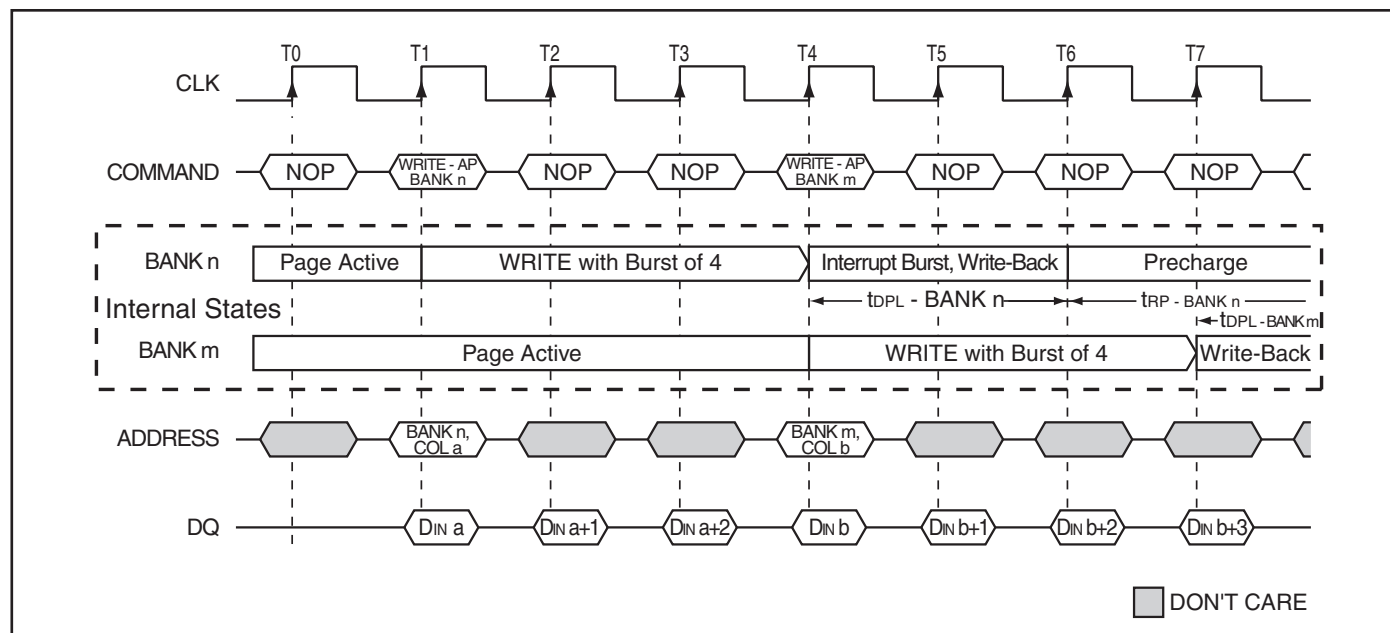 T0 T1 T2 T3 T4 T5 T6 T7
CLK
COMMAND NOP WRITE - AP BANK n NOP NOP WRITE - AP BANK m NOP NOP NOP
BANK n Page Active WRITE with Burst of 4 Interrupt Burst, Write-Back Precharge
tDPL - BANK n tRP - BANK n
Internal States
tDPL - BANK m
BANK m Page Active WRITE with Burst of 4 Write-Back
ADDRESS BANK n, COL a BANK m, COL b
DQ DIN a DIN a+1 DIN a+2 DIN b DIN b+1 DIN b+2 DIN b+3
DON'T CARE